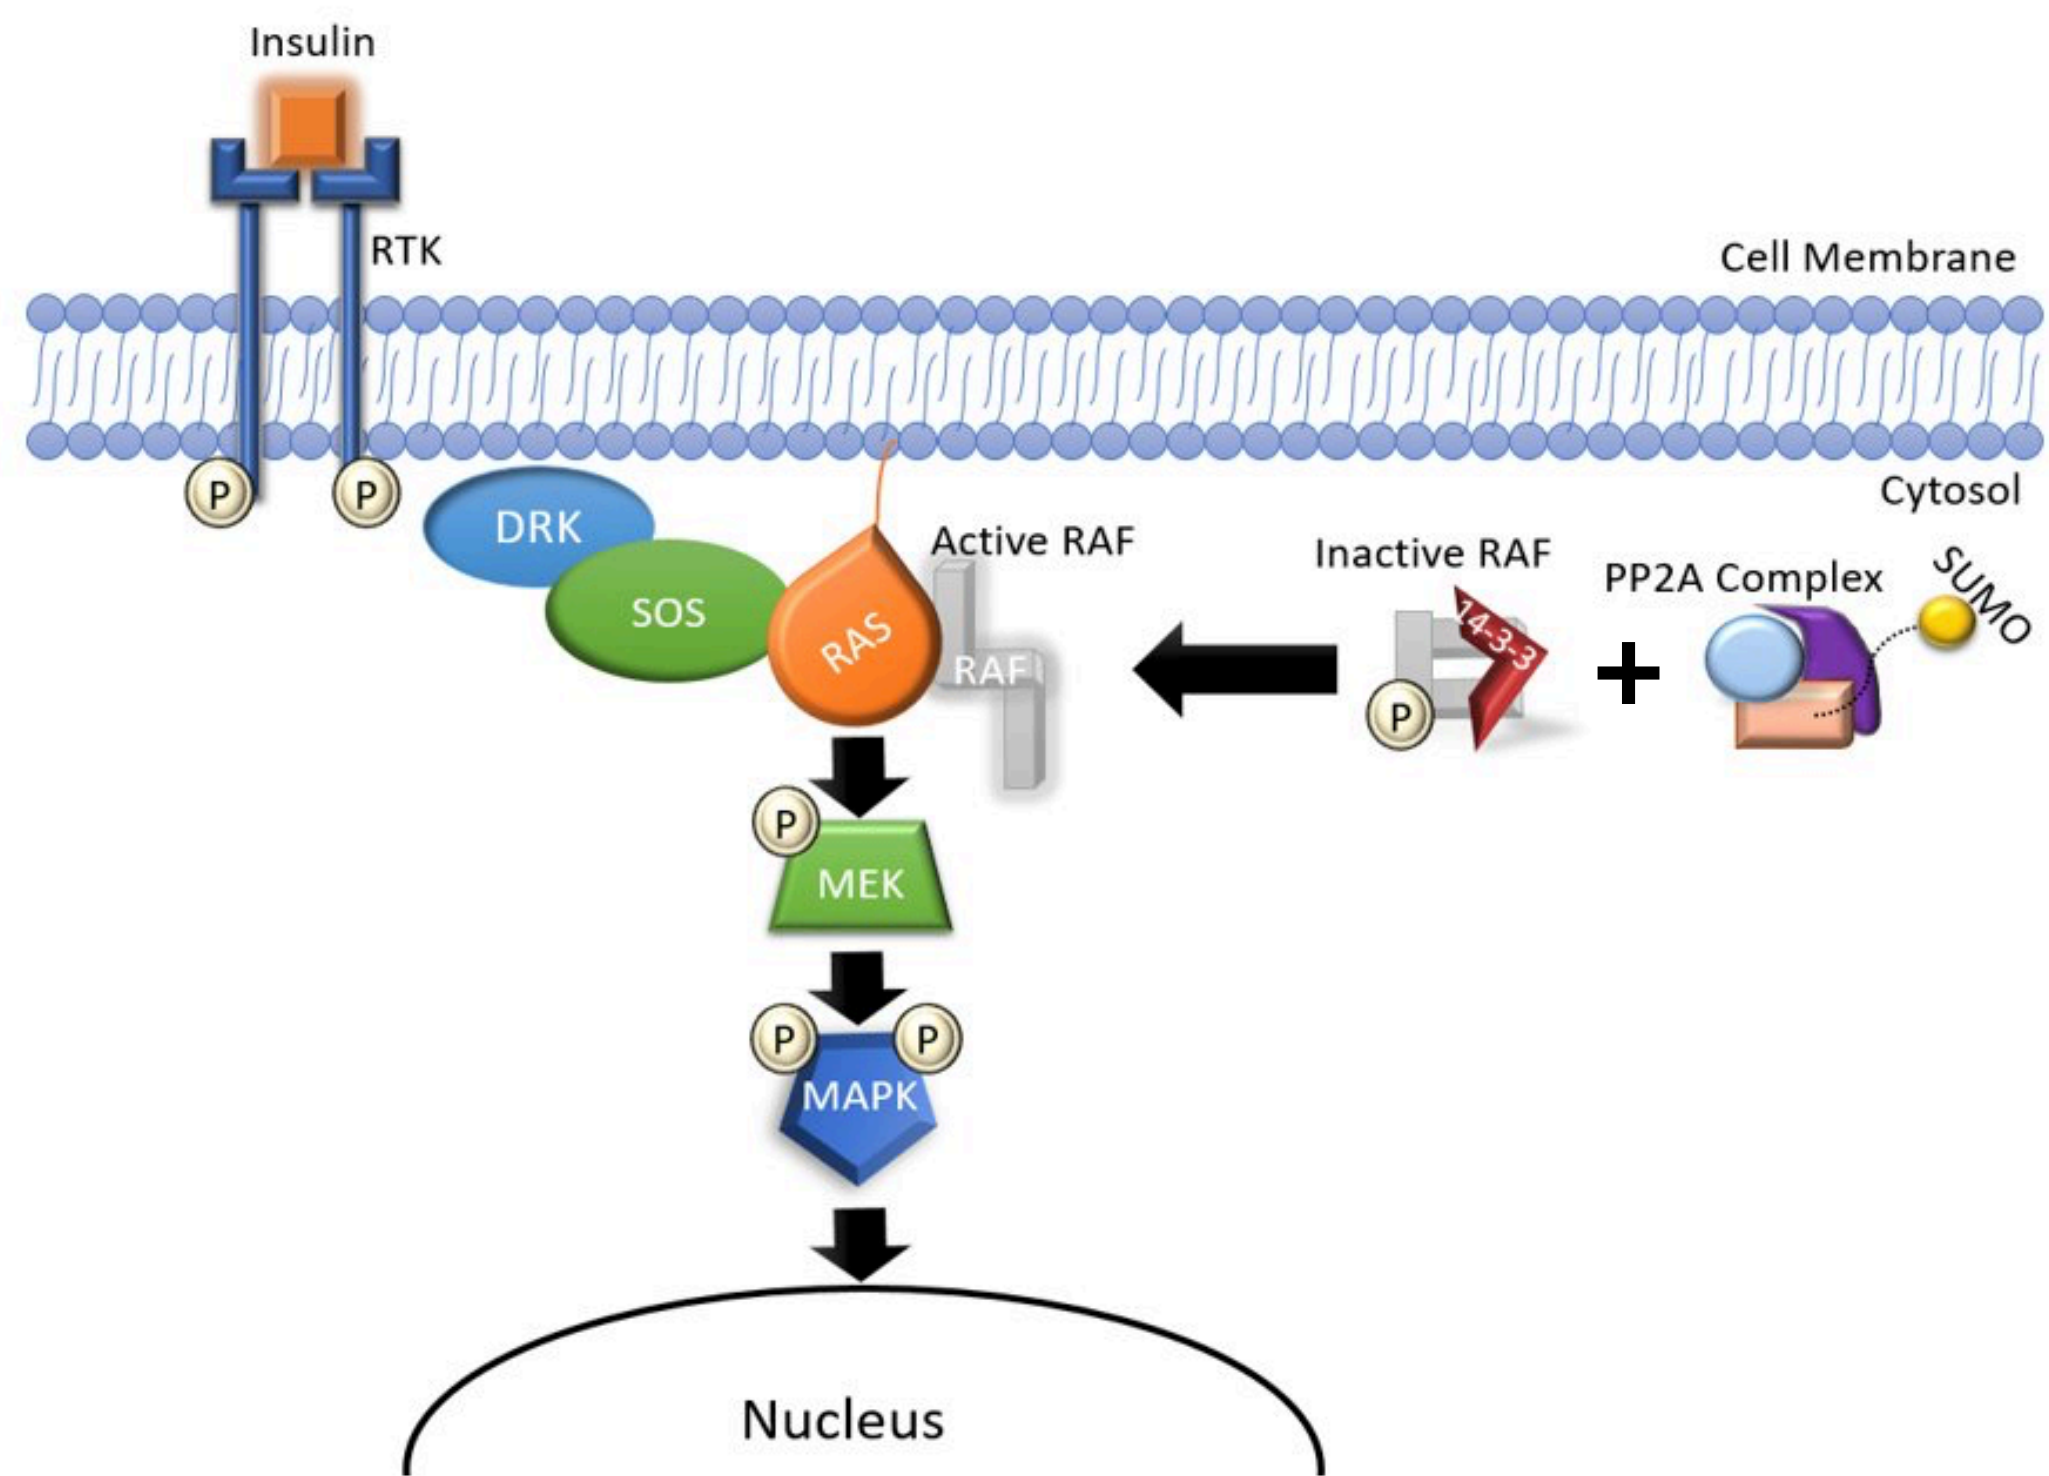 Insulin
RTK
Cell Membrane
P
P
Cytosol
DRK
SOS
RAS
Active RAF
RAF
Inactive RAF
14-3-3
P
+
PP2A Complex
SUMO
P
MEK
P
P
MAPK
Nucleus